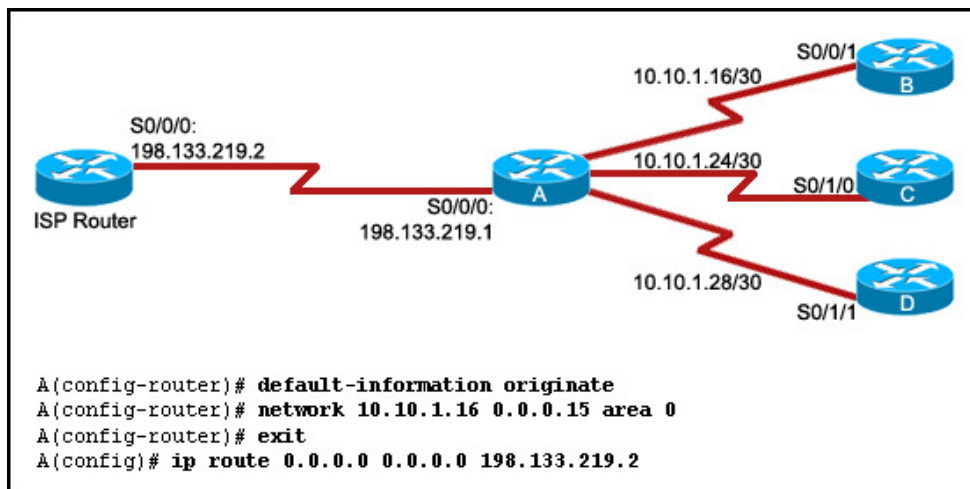 S0/0/1
10.10.1.16/30
B
S0/0/0:
198.133.219.2
10.10.1.24/30
S0/1/0
A
C
ISP Router
S0/0/0:
198.133.219.1
10.10.1.28/30
D
S0/1/1
A(config-router)# default-information originate
A(config-router)# network 10.10.1.16 0.0.0.15 area 0
A(config-router)# exit
A(config)# ip route 0.0.0.0 0.0.0.0 198.133.219.2